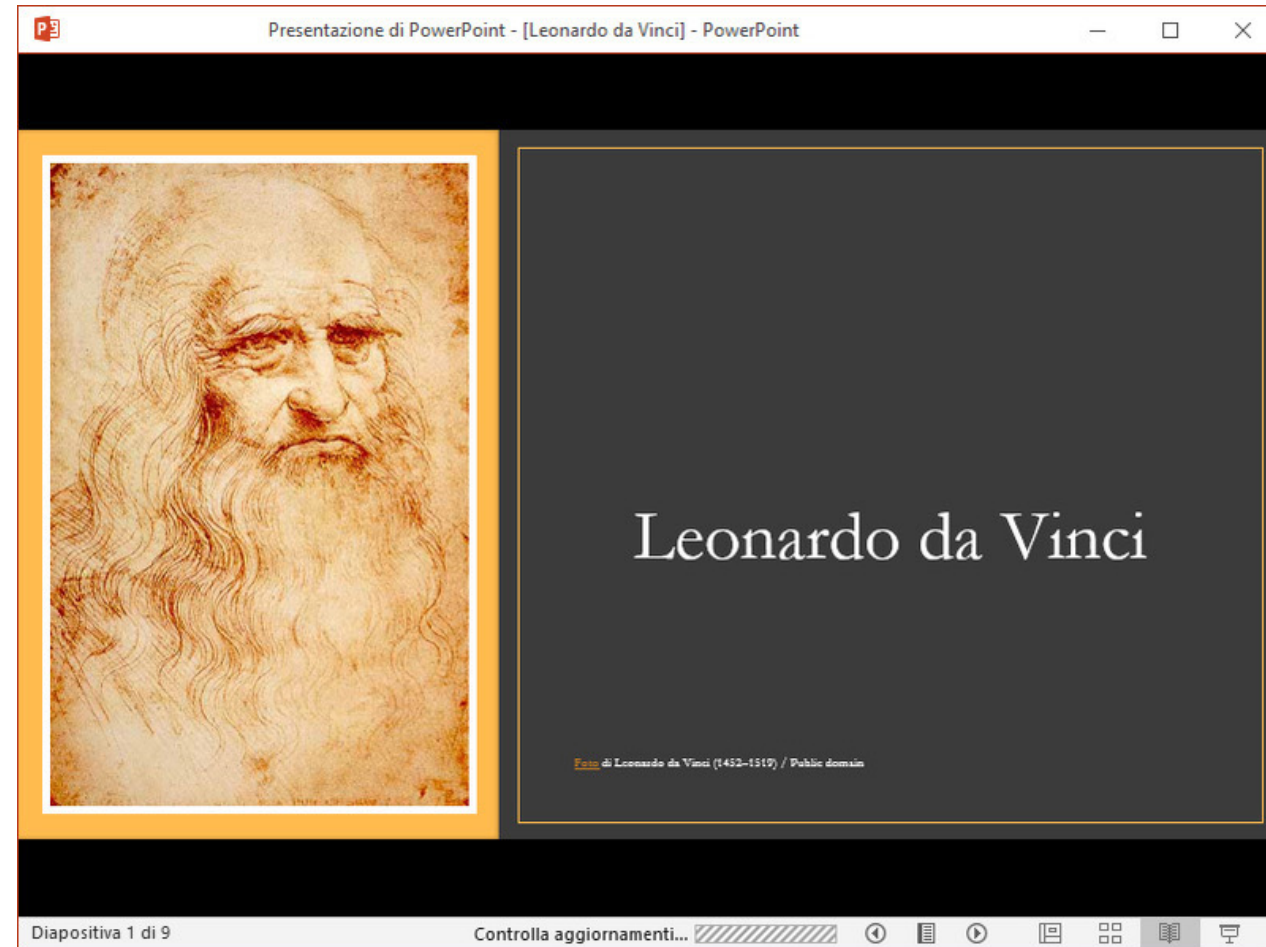 Presentazione di PowerPoint - [Leonardo da Vinci] - PowerPoint
Leonardo da Vinci
Foto di Leonardo da Vinci (1452–1519) / Public domain
Diapositiva 1 di 9
Controlla aggiornamenti...